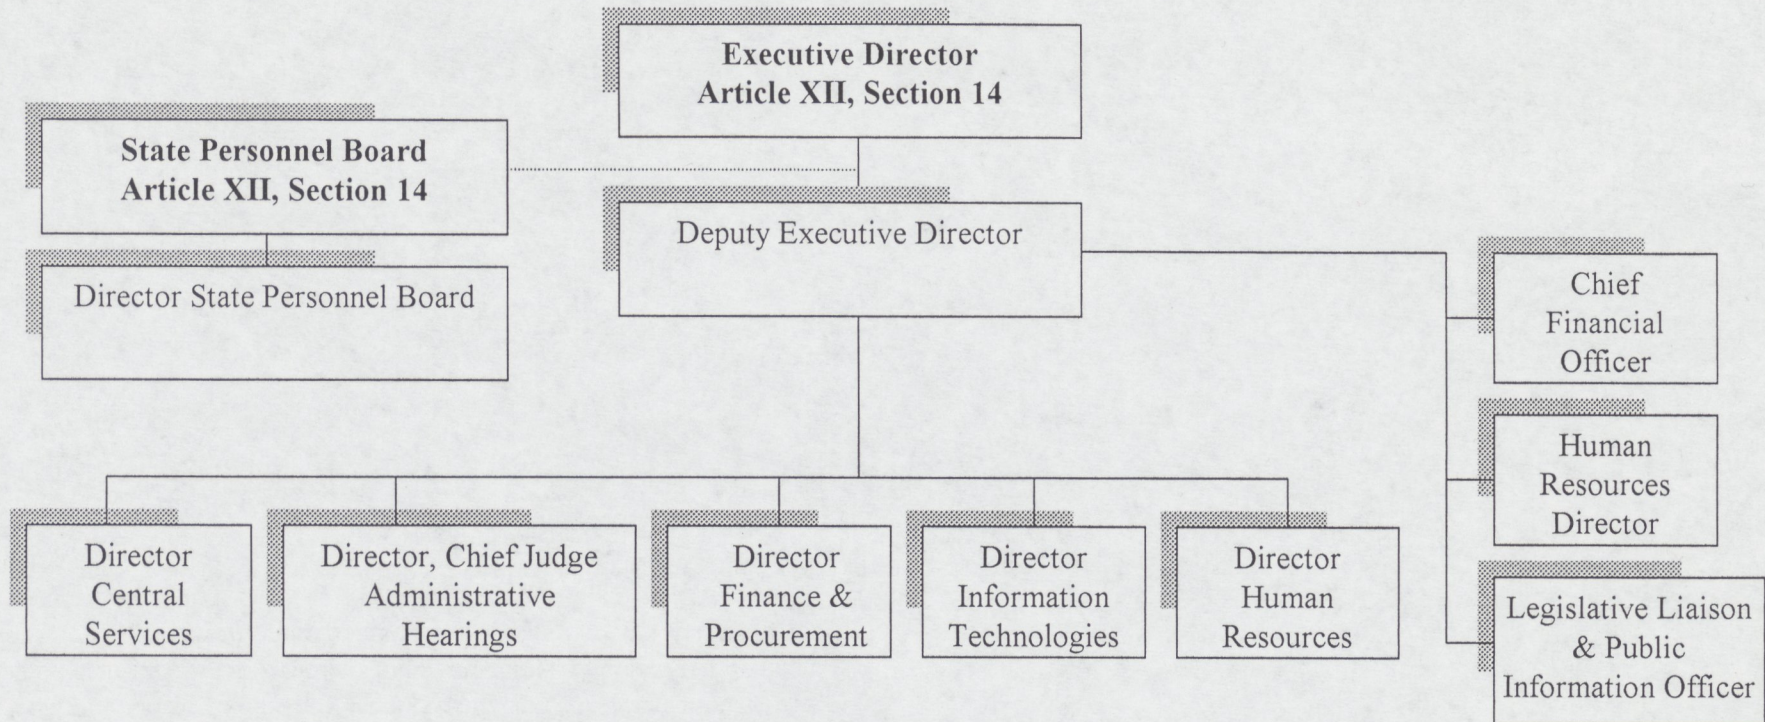 Executive Director
Article XII, Section 14
State Personnel Board
Article XII, Section 14
Deputy Executive Director
Director State Personnel Board
Chief
Financial
Officer
Human
Resources
Director
Legislative Liaison
& Public
Information Officer
Director
Central
Services
Director, Chief Judge
Administrative
Hearings
Director
Finance &
Procurement
Director
Information
Technologies
Director
Human
Resources